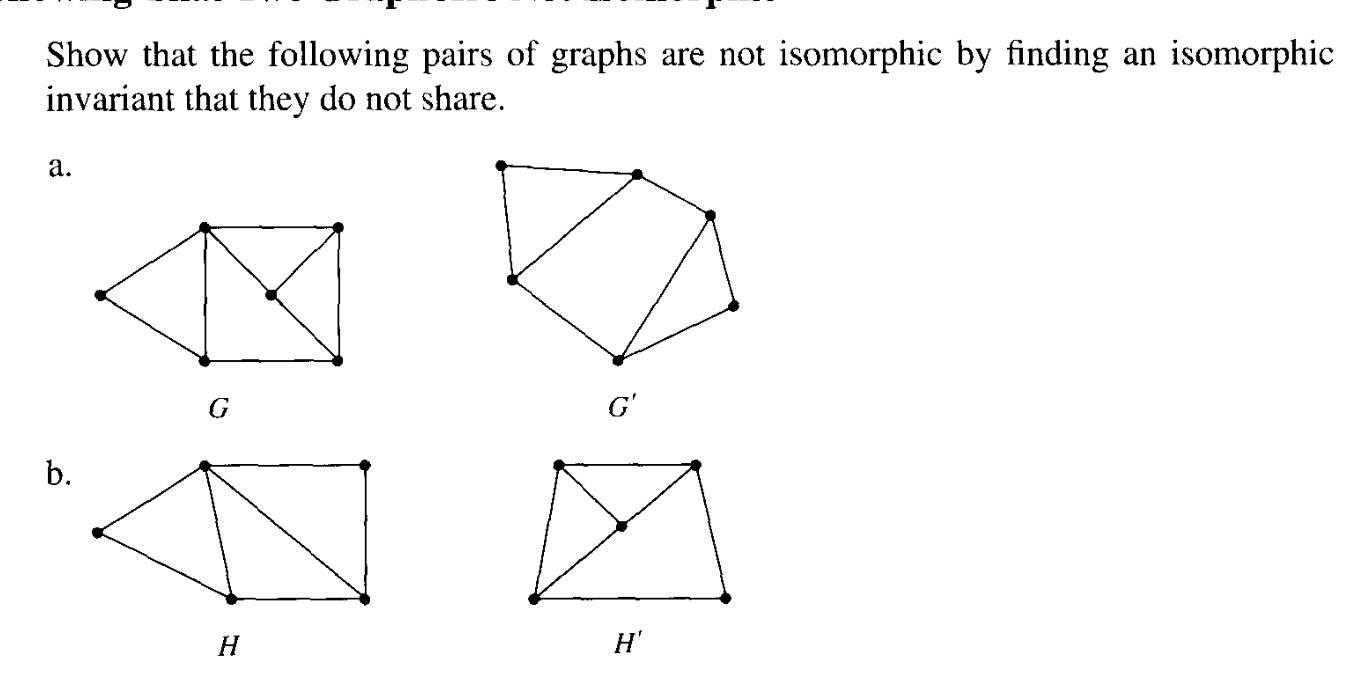 Show that the following pairs of graphs are not isomorphic by finding an isomorphic
invariant that they do not share.
a.
G
G'
b.
H
H'